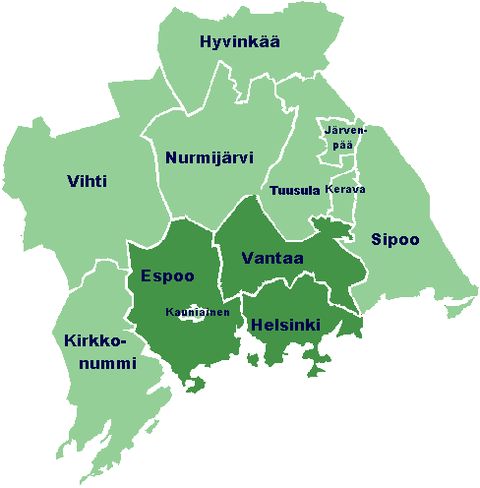 Hyvinkää
Järven-
pää
Nurmijärvi
Vihti
Tuusula
Kerava
Sipoo
Vantaa
Espoo
Kauniainen
Helsinki
Kirkko-
nummi